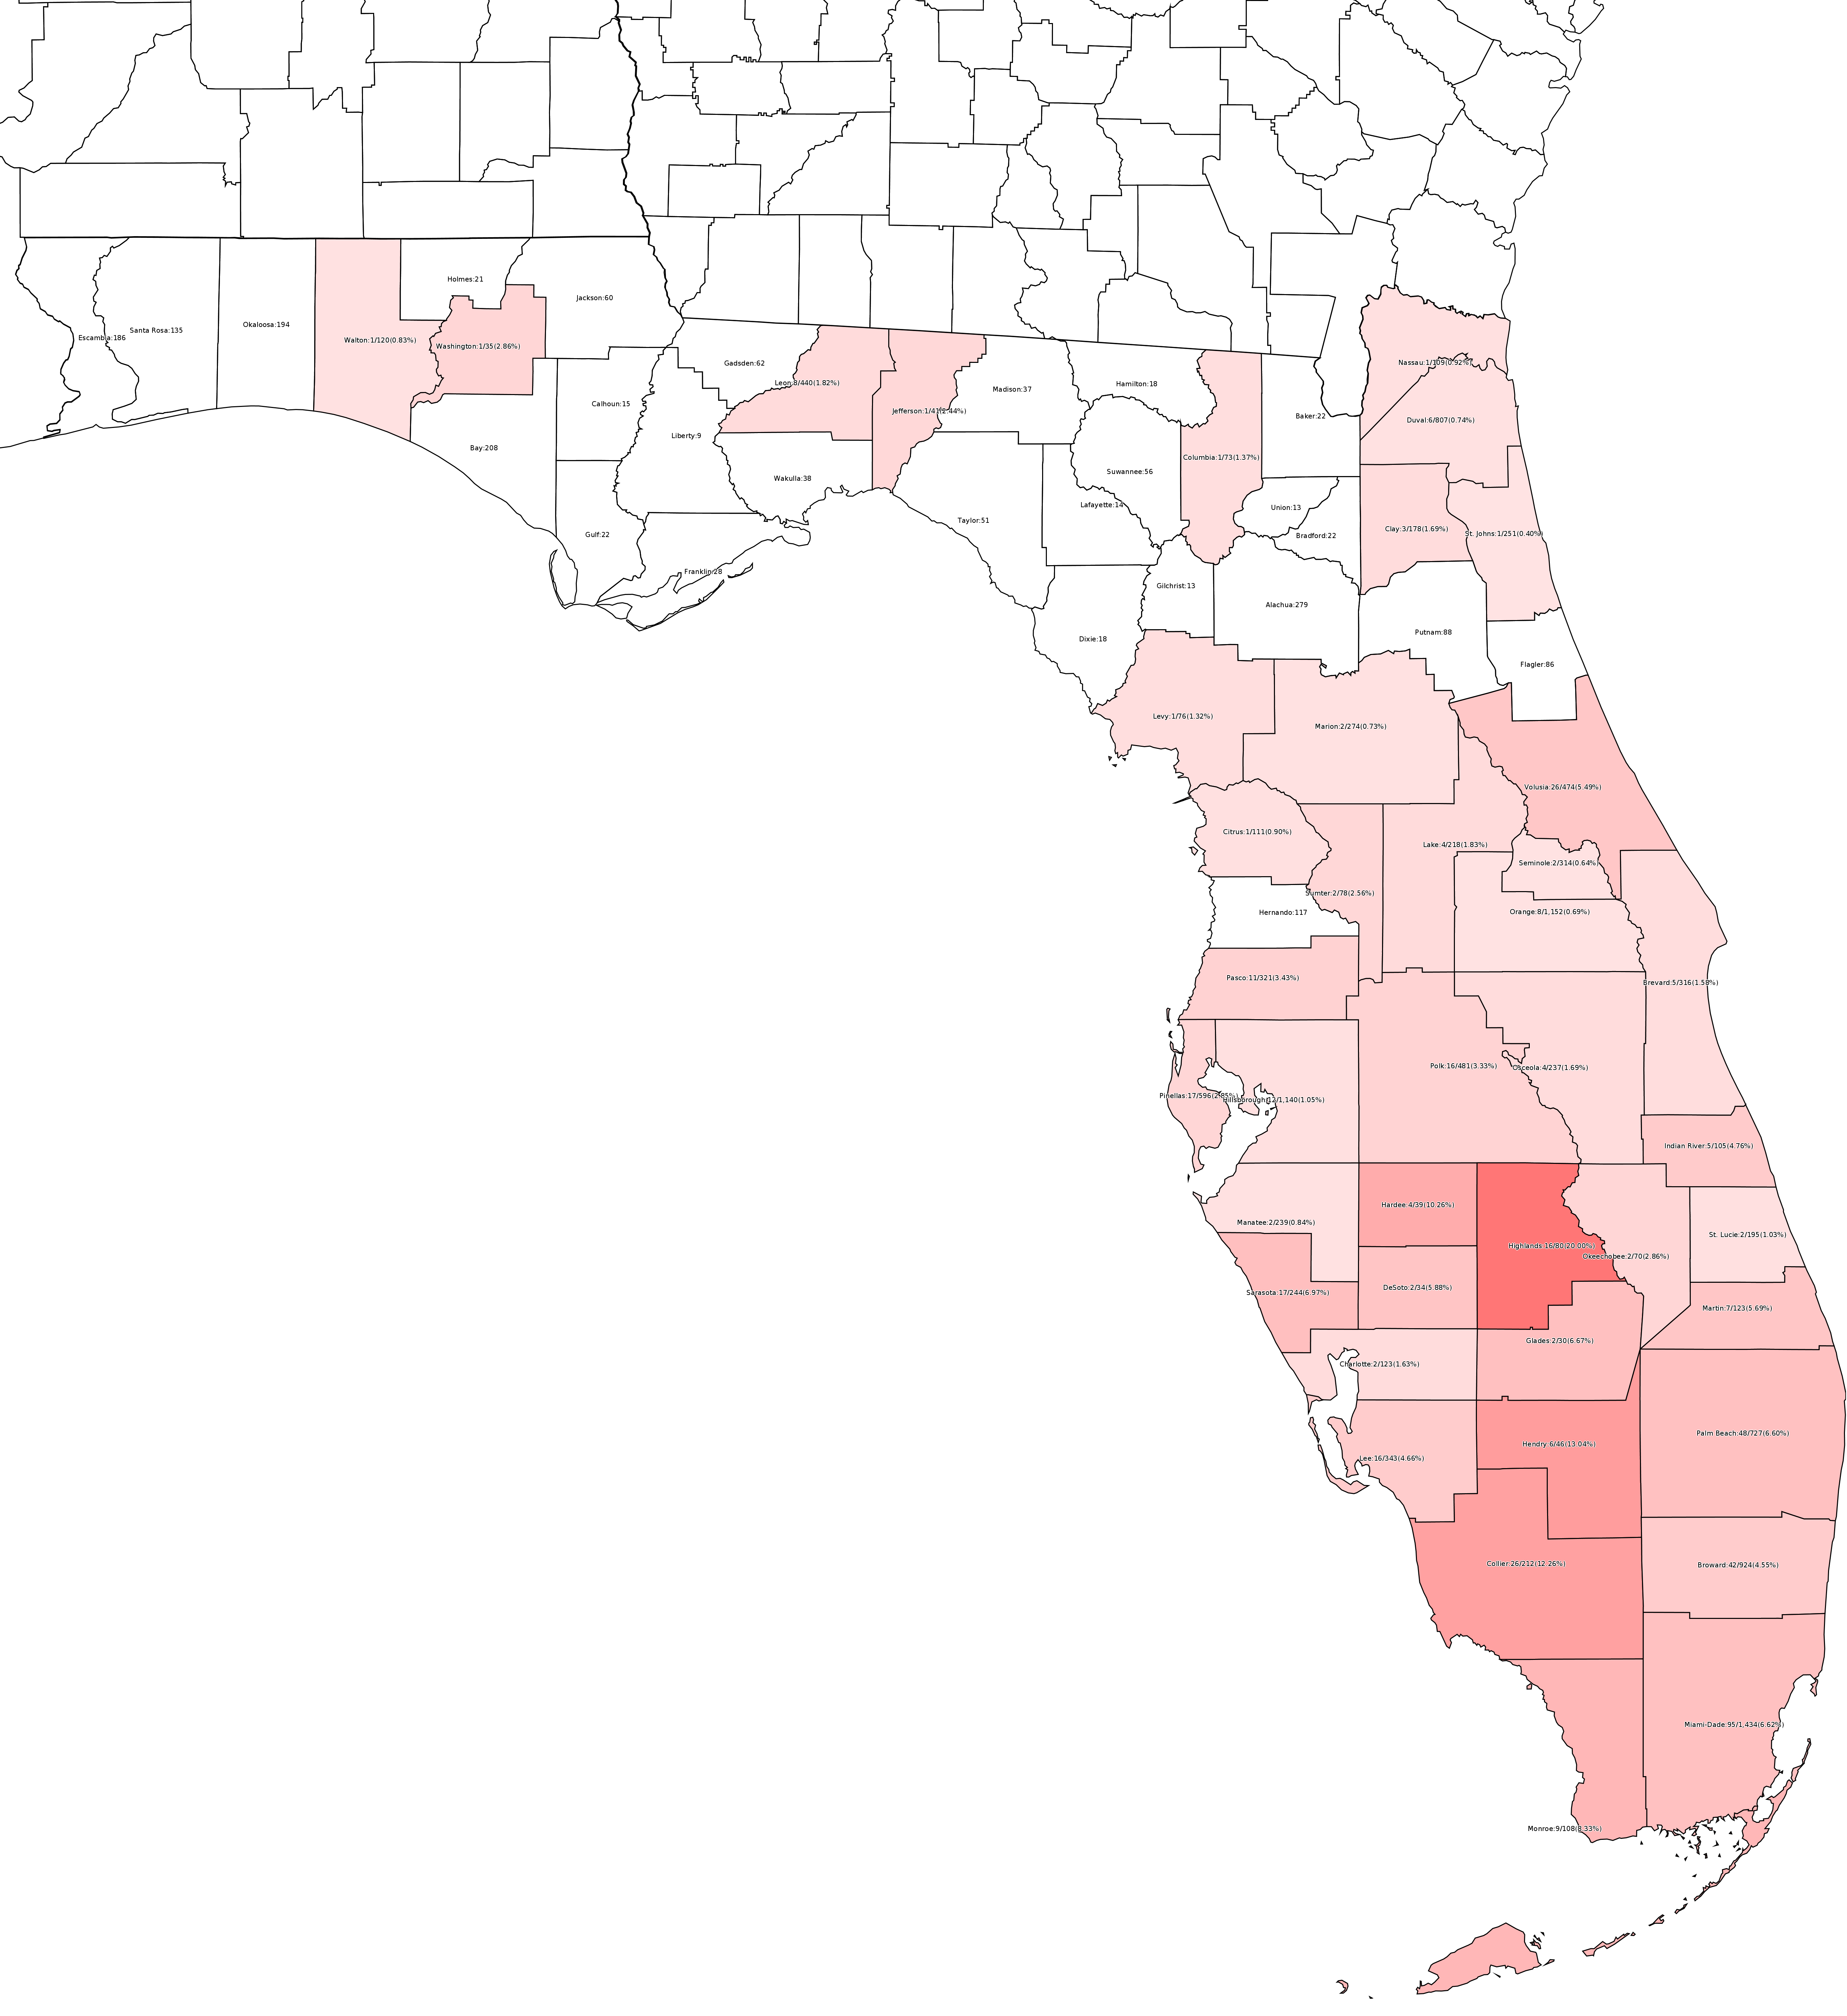 Holmes:21
Jackson:60
Santa Rosa:135
Okaloosa:194
Escambia:186
Walton:1/120(0.83%)
Washington:1/35(2.86%)
Gadsden:62
Leon:8/440(1.82%)
Jefferson:1/41(2.44%)
Madison:37
Hamilton:18
Nassau:1/109(0.92%)
Calhoun:15
Liberty:9
Baker:22
Duval:6/807(0.74%)
Bay:208
Wakulla:38
Columbia:1/73(1.37%)
Suwannee:56
Lafayette:14
Union:13
Taylor:51
Clay:3/178(1.69%)
St. Johns:1/251(0.40%)
Gulf:22
Bradford:22
Franklin:28
Gilchrist:13
Alachua:279
Dixie:18
Putnam:88
Flagler:86
Levy:1/76(1.32%)
Marion:2/274(0.73%)
Volusia:26/474(5.49%)
Citrus:1/111(0.90%)
Lake:4/218(1.83%)
Seminole:2/314(0.64%)
Sumter:2/78(2.56%)
Hernando:117
Orange:8/1,152(0.69%)
Pasco:11/321(3.43%)
Brevard:5/316(1.58%)
Polk:16/481(3.33%)
Osceola:4/237(1.69%)
Pinellas:17/596(2.85%)
Hillsborough:12/1,140(1.05%)
Indian River:5/105(4.76%)
Hardee:4/39(10.26%)
Manatee:2/239(0.84%)
St. Lucie:2/195(1.03%)
Highlands:16/80(20.00%)
Okeechobee:2/70(2.86%)
DeSoto:2/34(5.88%)
Sarasota:17/244(6.97%)
Martin:7/123(5.69%)
Glades:2/30(6.67%)
Charlotte:2/123(1.63%)
Palm Beach:48/727(6.60%)
Hendry:6/46(13.04%)
Lee:16/343(4.66%)
Collier:26/212(12.26%)
Broward:42/924(4.55%)
Miami-Dade:95/1,434(6.62%)
Monroe:9/108(8.33%)